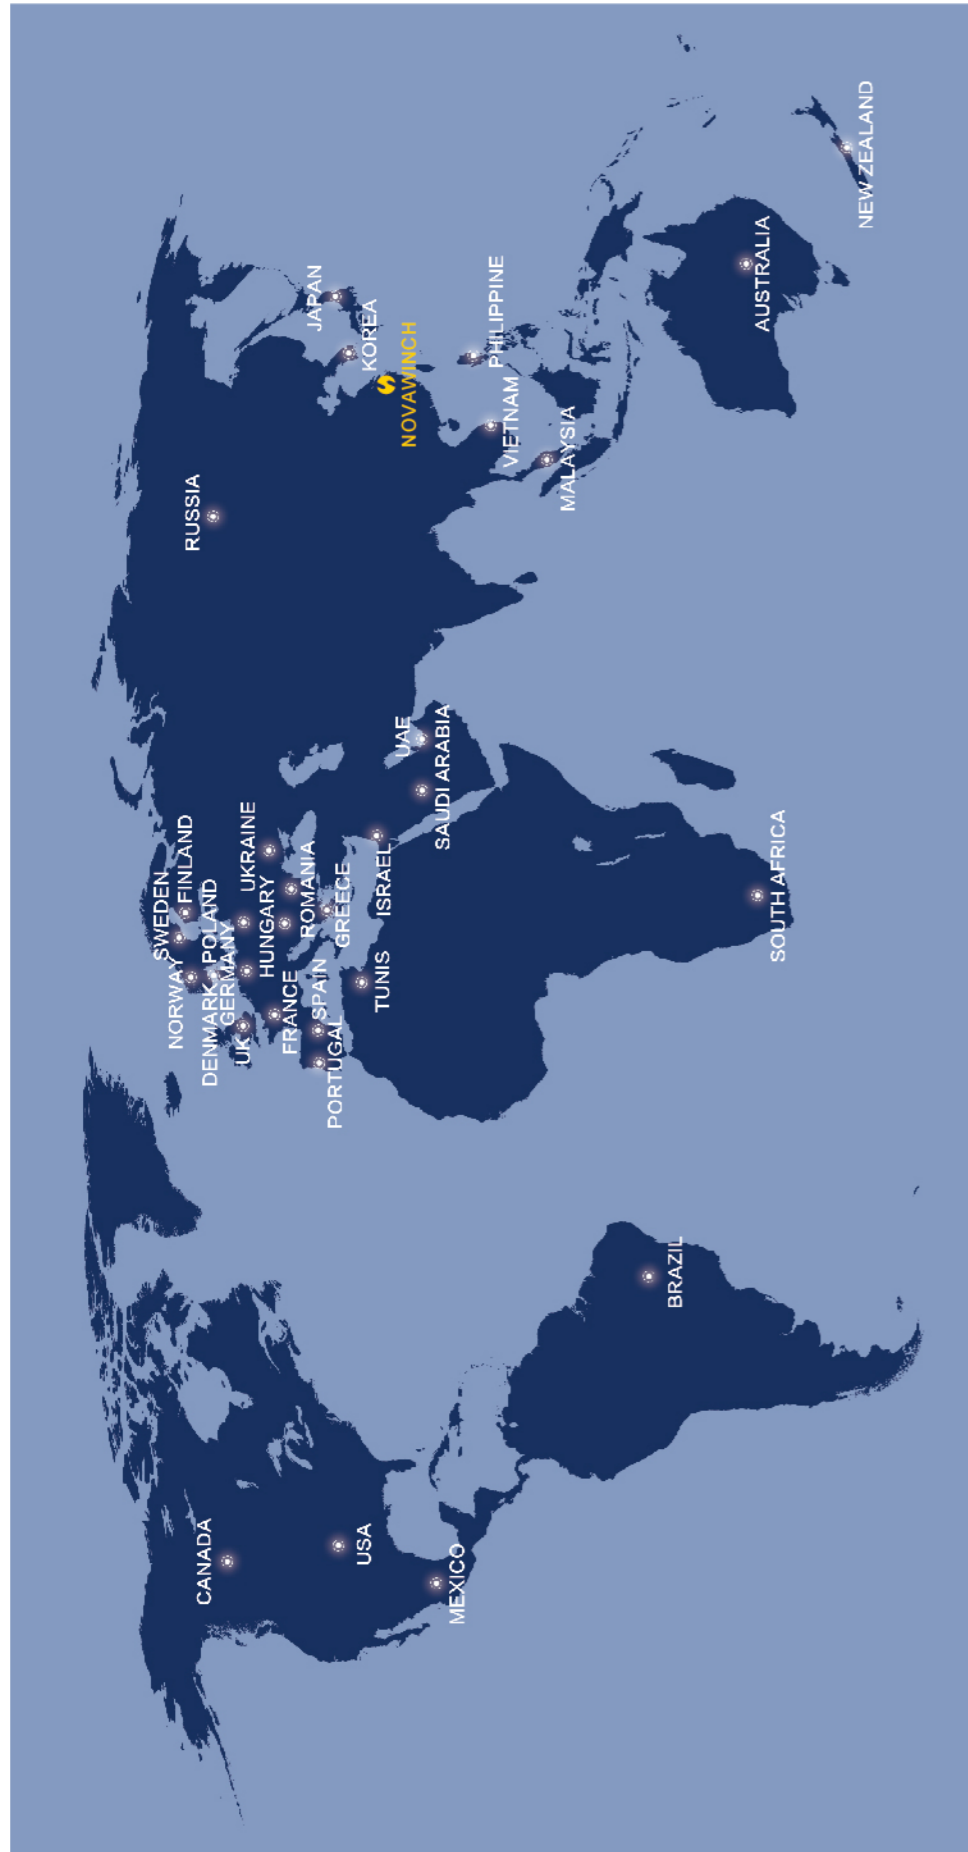 CANADA
USA
MEXICO
BRAZIL
NORWAY
SWEDEN
FINLAND
DENMARK
POLAND
GERMANY
UK
UKRAINE
HUNGARY
FRANCE
ROMANIA
SPAIN
PORTUGAL
GREECE
TUNIS
ISRAEL
UAE
SAUDI ARABIA
SOUTH AFRICA
RUSSIA
JAPAN
KOREA
NOVAWINCH
PHILIPPINE
VIETNAM
MALAYSIA
AUSTRALIA
NEW ZEALAND